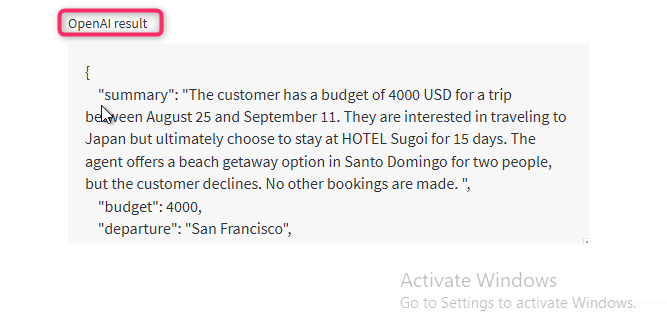 OpenAI result
{
"summary": "The customer has a budget of 4000 USD for a trip
between August 25 and September 11. They are interested in traveling to
Japan but ultimately choose to stay at HOTEL Sugoi for 15 days. The
agent offers a beach getaway option in Santo Domingo for two people,
but the customer declines. No other bookings are made. ",
"budget": 4000,
"departure": "San Francisco",
Activate Windows
Go to Settings to activate Windows.